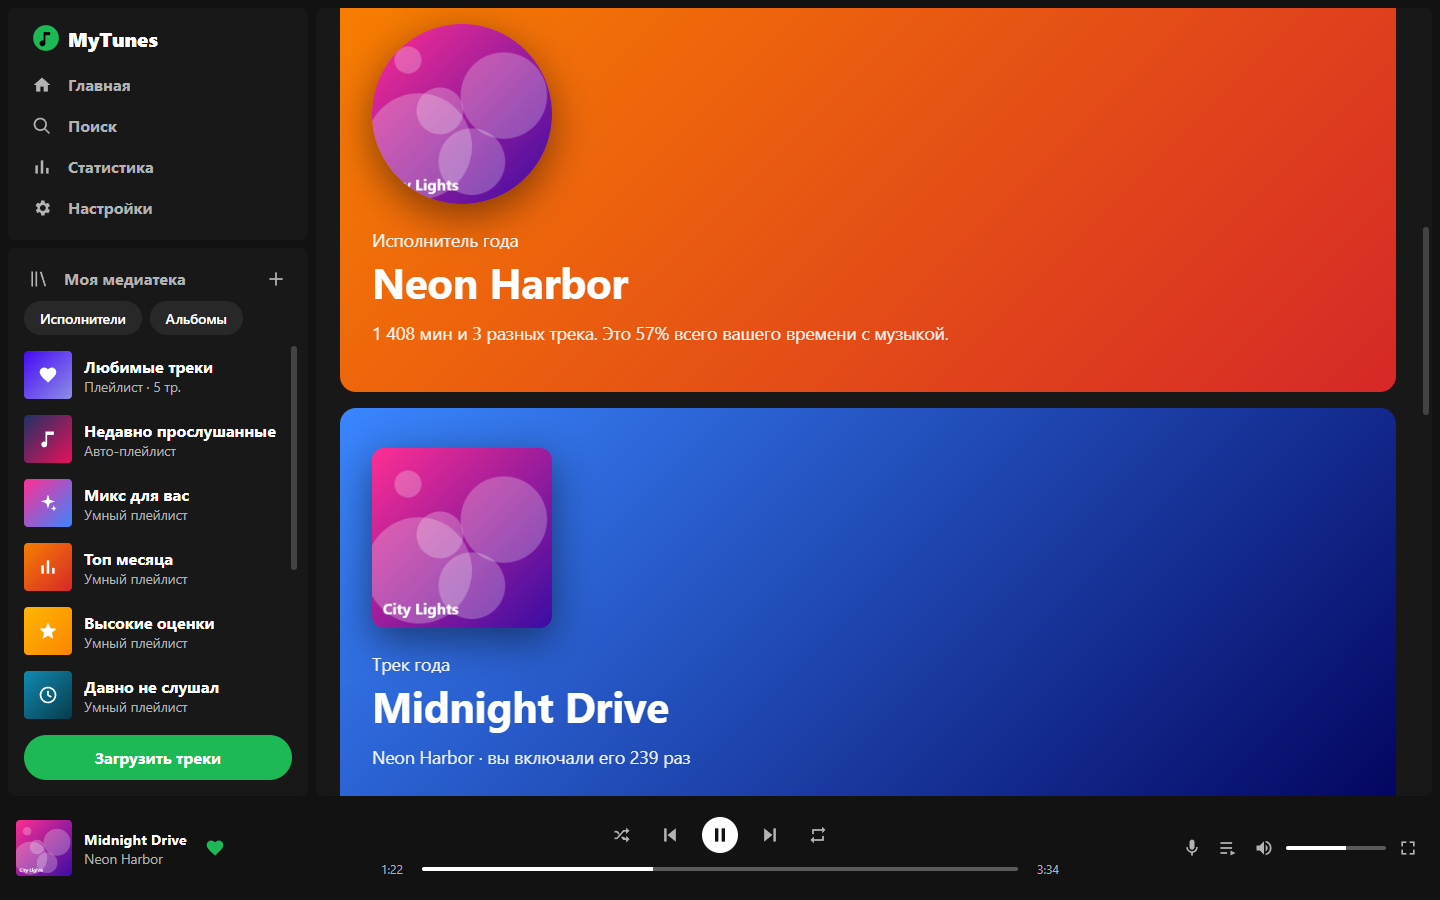 MyTunes
Главная
Поиск
Статистика
Настройки
Моя медиатека
Исполнители
Альбомы
Любимые треки
Плейлист · 5 тр.
Недавно прослушанные
Авто-плейлист
Микс для вас
Умный плейлист
Топ месяца
Умный плейлист
Высокие оценки
Умный плейлист
Давно не слушал
Умный плейлист
Загрузить треки
Lights
Исполнитель года
Neon Harbor
1 408 мин и 3 разных трека. Это 57% всего вашего времени с музыкой.
City Lights
Трек года
Midnight Drive
Neon Harbor · вы включали его 239 раз
City Lights
Midnight Drive
Neon Harbor
1:22
3:34